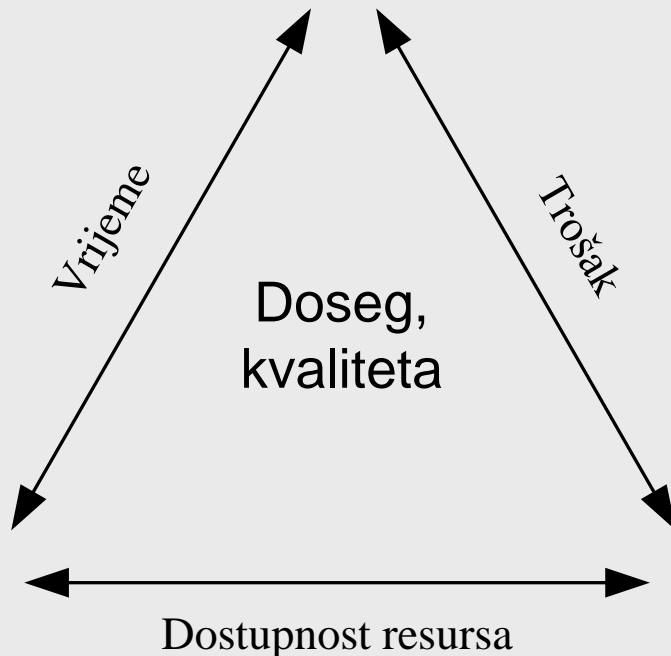 Vrijeme
Trošak
Doseg,
kvaliteta
Dostupnost resursa